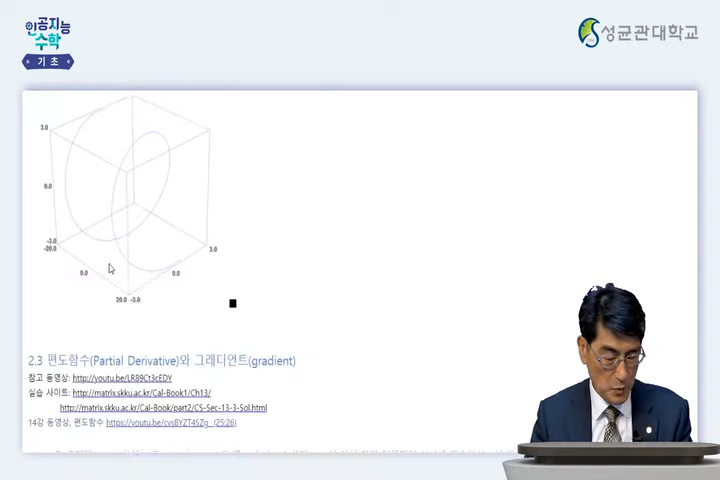 인공지능
수학
기초
성균관대학교
3.0
0.0
-3.0
-20.0
0.0
20.0
-3.0
0.0
3.0
2.3 편도함수(Partial Derivative)와 그래디언트(gradient)
참고 동영상: http://youtu.be/LR89Ct3cEDY
실습 사이트: http://matrix.skku.ac.kr/Cal-Book1/Ch13/
http://matrix.skku.ac.kr/Cal-Book/part2/CS-Sec-13-3-Sol.html
14강 동영상, 편도함수 https://youtu.be/cvsBYZT4SZg (25:26)